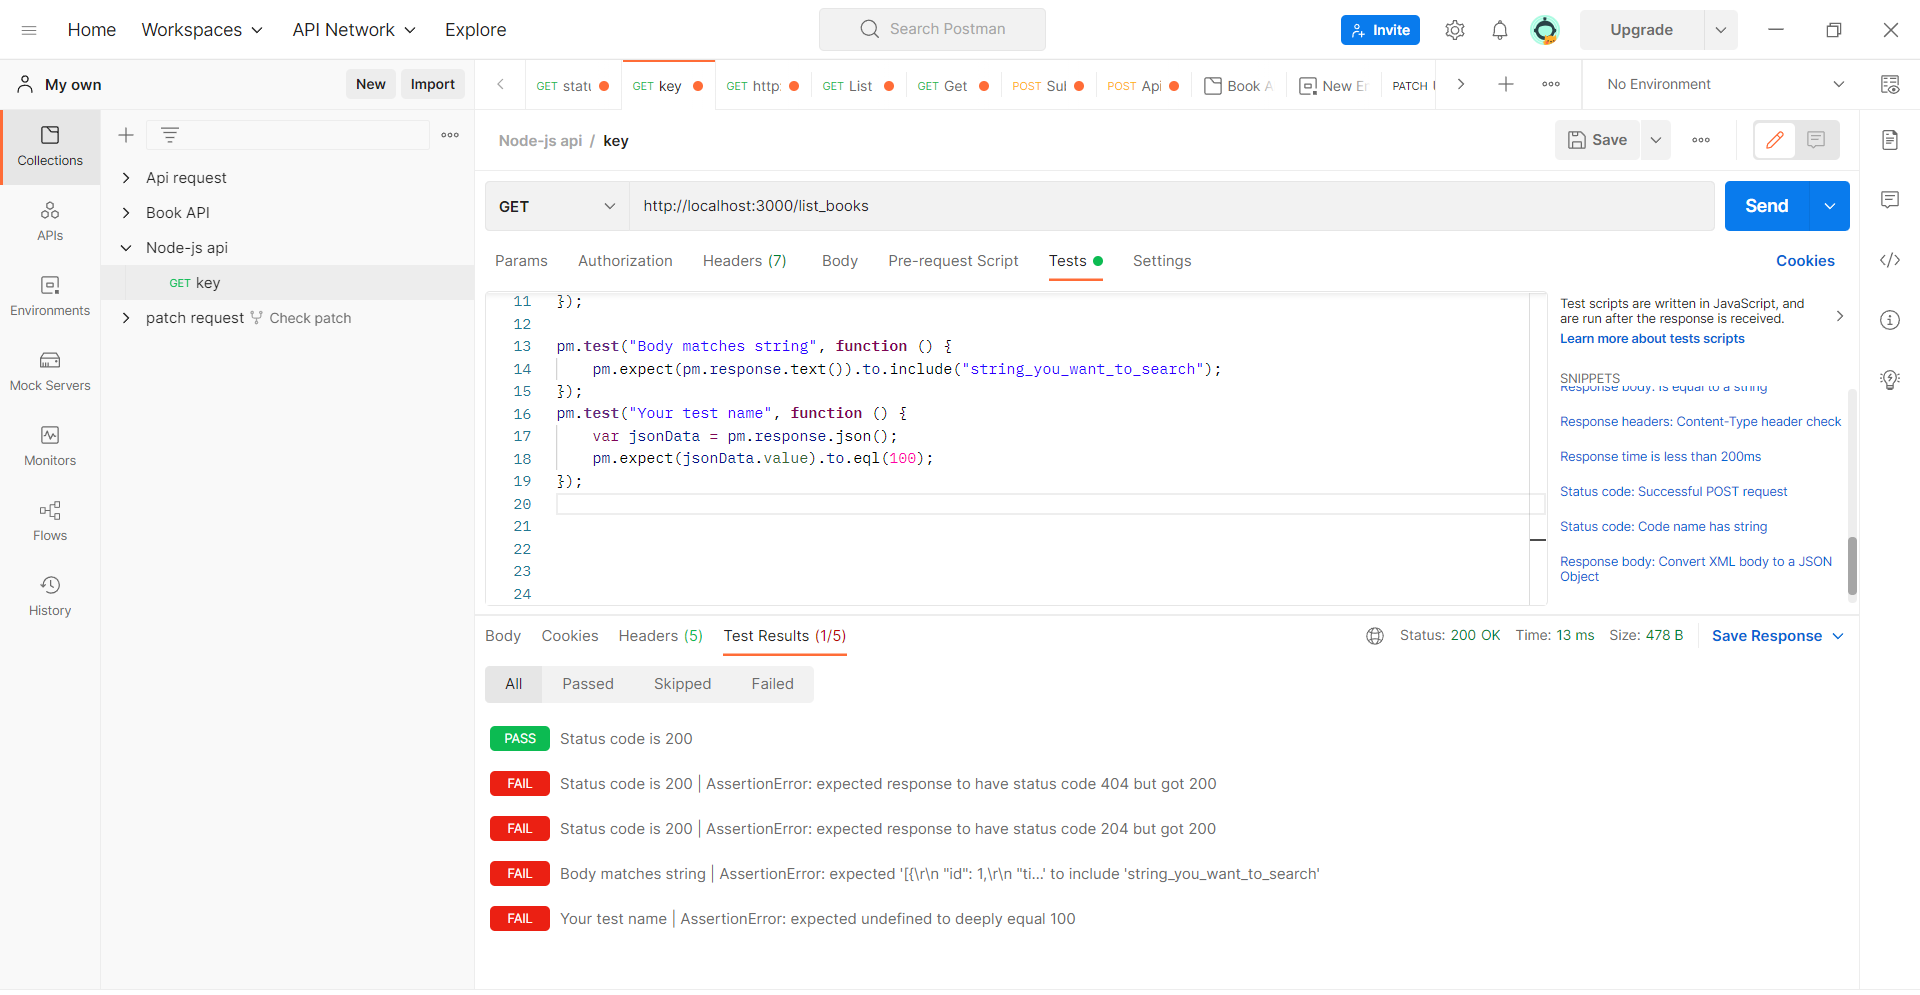 Home Workspaces API Network Explore Search Postman Invite Upgrade
My own New Import
GET statu GET key GET http: GET List GET Get POST Sul POST Api Book A New En PATCH No Environment
Collections
APIs
Environments
Mock Servers
Monitors
Flows
History
Api request
Book API
Node-js api
GET key
patch request Check patch
Node-js api / key Save
GET http://localhost:3000/list_books Send
Params Authorization Headers (7) Body Pre-request Script Tests Settings Cookies
11 });
12
13 pm.test("Body matches string", function () {
14 pm.expect(pm.response.text()).to.include("string_you_want_to_search");
15 });
16 pm.test("Your test name", function () {
17 var jsonData = pm.response.json();
18 pm.expect(jsonData.value).to.eql(100);
19 });
20
21
22
23
24
Test scripts are written in JavaScript, and
are run after the response is received.
Learn more about tests scripts
SNIPPETS
Response body: Is equal to a string
Response headers: Content-Type header check
Response time is less than 200ms
Status code: Successful POST request
Status code: Code name has string
Response body: Convert XML body to a JSON
Object
Body Cookies Headers (5) Test Results (1/5) Status: 200 OK Time: 13 ms Size: 478 B Save Response
All Passed Skipped Failed
PASS Status code is 200
FAIL Status code is 200 | AssertionError: expected response to have status code 404 but got 200
FAIL Status code is 200 | AssertionError: expected response to have status code 204 but got 200
FAIL Body matches string | AssertionError: expected '[{\r\n "id": 1,\r\n "ti...' to include 'string_you_want_to_search'
FAIL Your test name | AssertionError: expected undefined to deeply equal 100